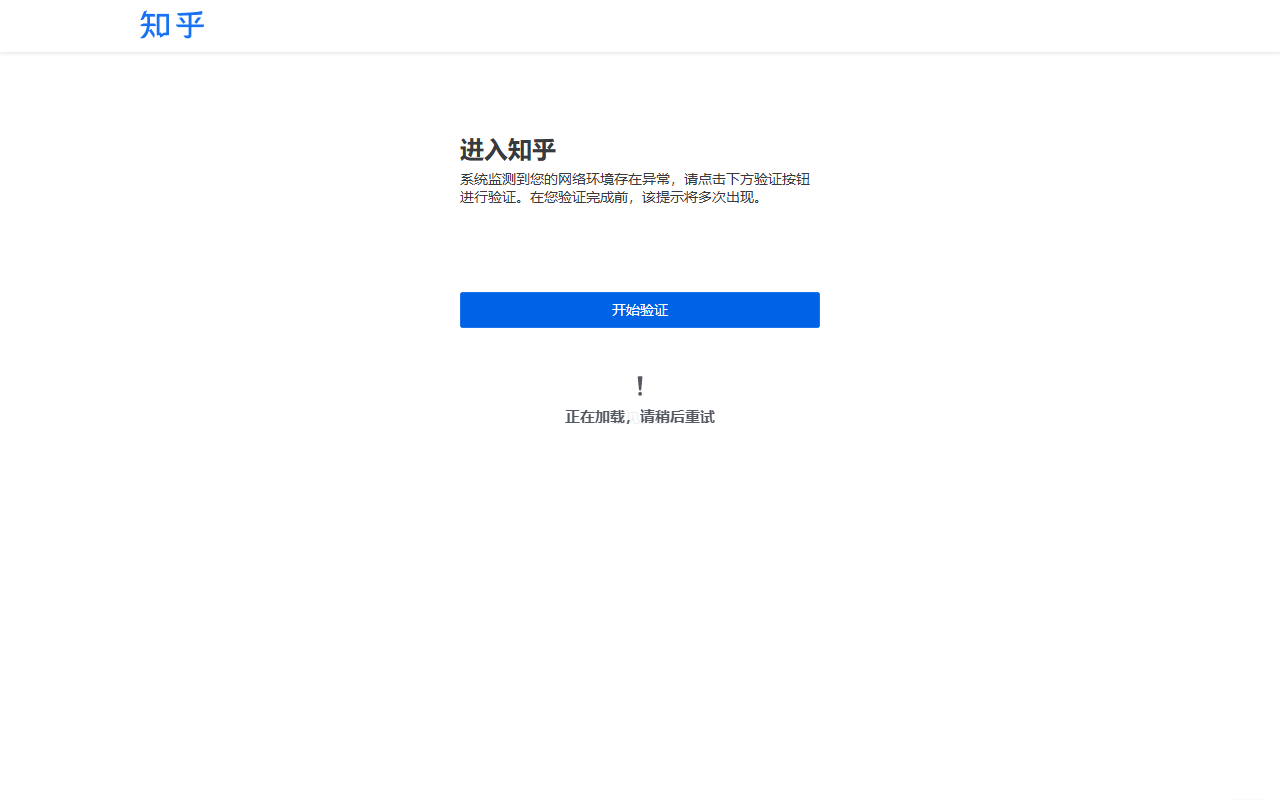 知乎
进入知乎
系统监测到您的网络环境存在异常，请点击下方验证按钮
进行验证。在您验证完成前，该提示将多次出现。
开始验证
!
正在加载，请稍后重试